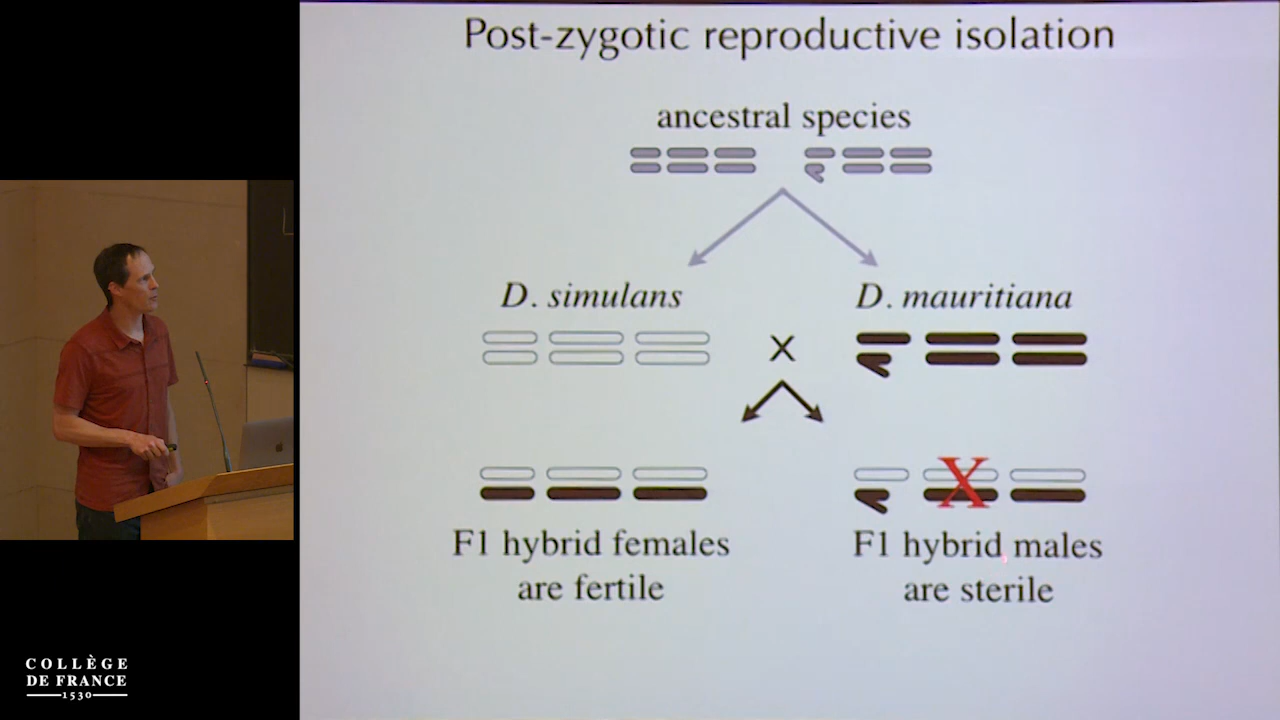 Post-zygotic reproductive isolation
ancestral species
D. simulans
D. mauritiana
X
X
F1 hybrid females
are fertile
F1 hybrid males
are sterile
COLLÈGE
DE FRANCE
1530